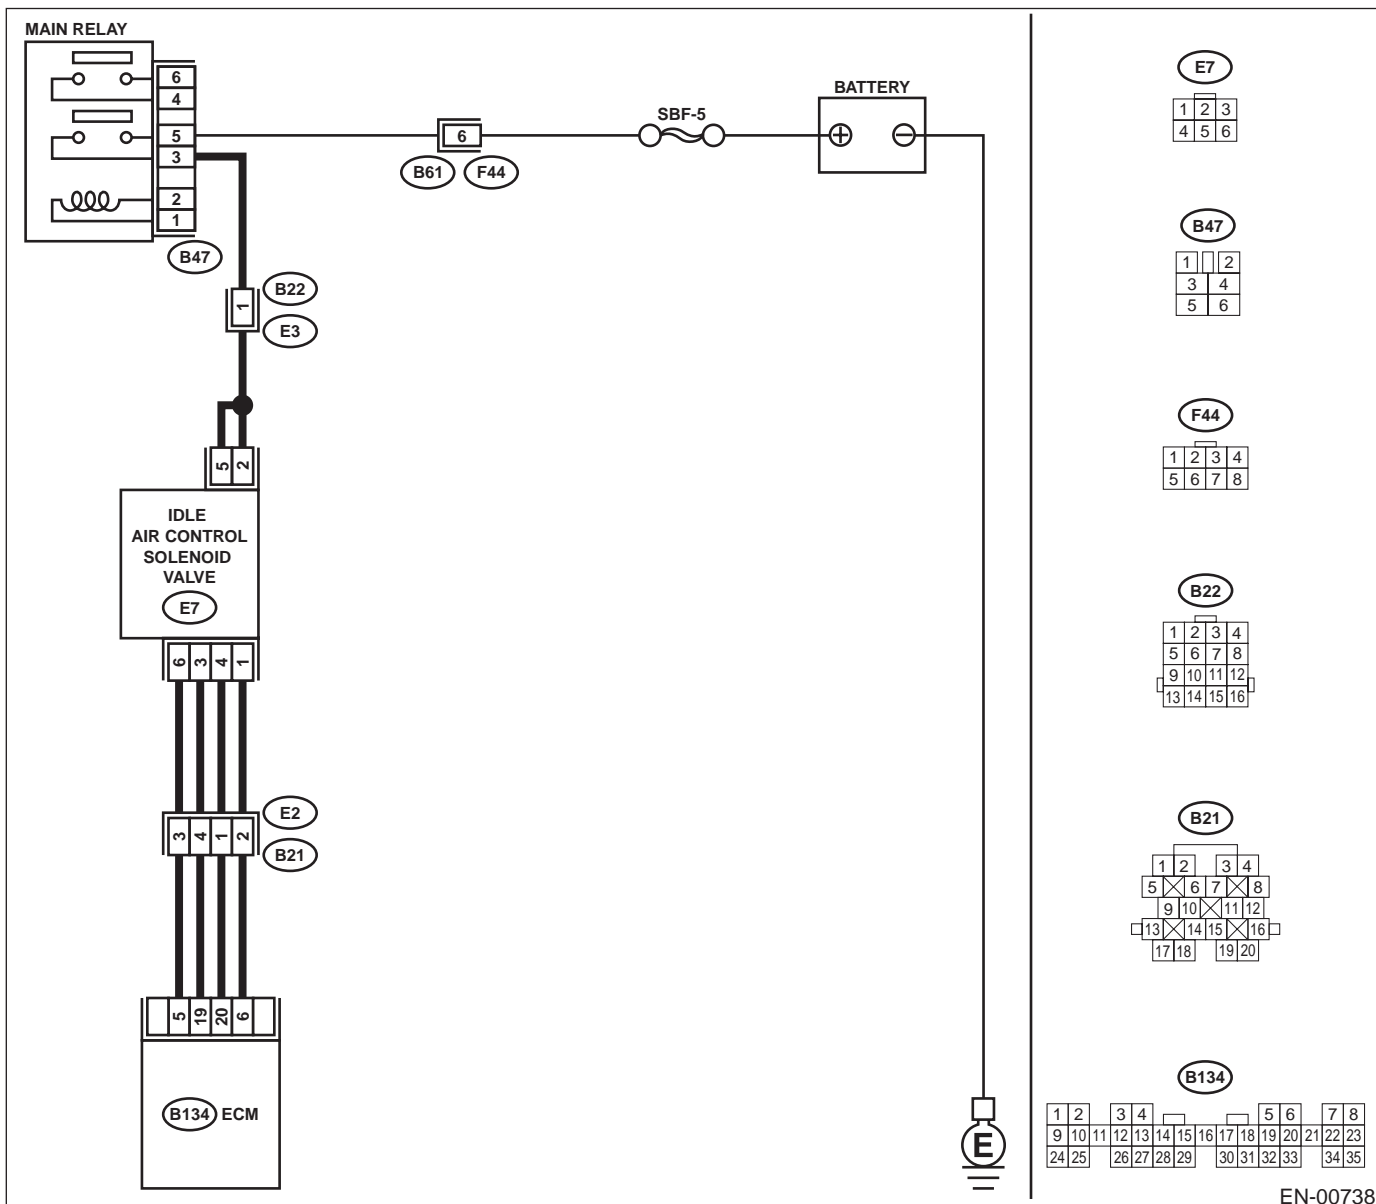 MAIN RELAY
6
4
5
3
2
1
B47
6
B61 F44
SBF-5
BATTERY
+ −
1
B22
E3
5 2
IDLE
AIR CONTROL
SOLENOID
VALVE
E7
6 3 4 1
3 4 1 2
E2
B21
5 19 20 6
B134 ECM
E
E7
1 2 3
4 5 6
B47
1 2
3 4
5 6
F44
1 2 3 4
5 6 7 8
B22
1 2 3 4
5 6 7 8
9 10 11 12
13 14 15 16
B21
1 2 3 4
5 6 7 8
9 10 11 12
13 14 15 16
17 18 19 20
B134
1 2 3 4 5 6 7 8
9 10 11 12 13 14 15 16 17 18 19 20 21 22 23
24 25 26 27 28 29 30 31 32 33 34 35
EN-00738